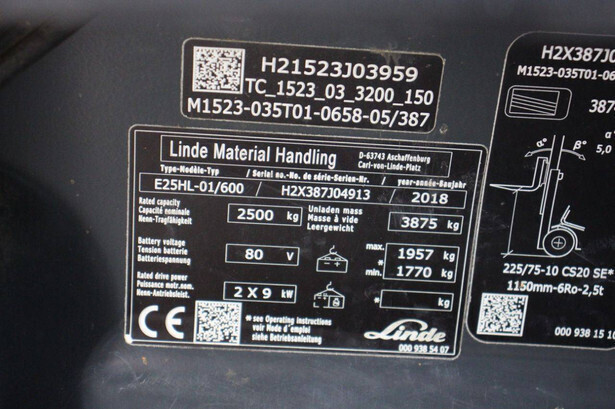 H21523J03959
TC_1523_03_3200_150
M1523-035T01-0658-05/387
Linde Material Handling
D-63743 Aschaffenburg
Carl-von-Linde-Platz
Type-Modèle-Typ / Serial no.-No. de série-Serien-Nr. / year-année-Baujahr
E25HL-01/600 / H2X387J04913 / 2018
Rated capacity
Capacité nominale
Nenn-Tragfähigkeit
2500 kg
Unladen mass
Masse à vide
Leergewicht
3875 kg
Battery voltage
Tension batterie
Batteriespannung
80 V
max. 1957 kg
*
min. 1770 kg
Rated drive power
Puissance motr.nom.
Nenn-Antriebsleist.
2 X 9 kW
* kg
CE
* see Operating Instructions
voir Mode d'emploi
siehe Betriebsanleitung
Linde
000 938 54 07
H2X387J0
M1523-035T01-06
387
α°
β°
α
5,0
225/75-10 CS20 SE*
1150mm-6Ro-2,5t
000 938 15 10